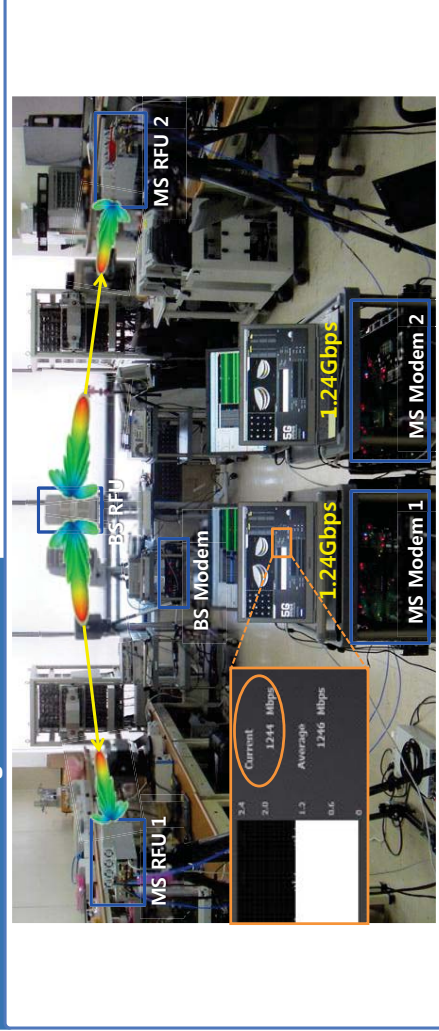 MS RFU 1
BS RFU
MS RFU 2
BS Modem
Current
1244 Mbps
Average
1246 Mbps
2.4
2.0
1.2
0.6
0
1.24Gbps
1.24Gbps
5G
5G
MS Modem 1
MS Modem 2